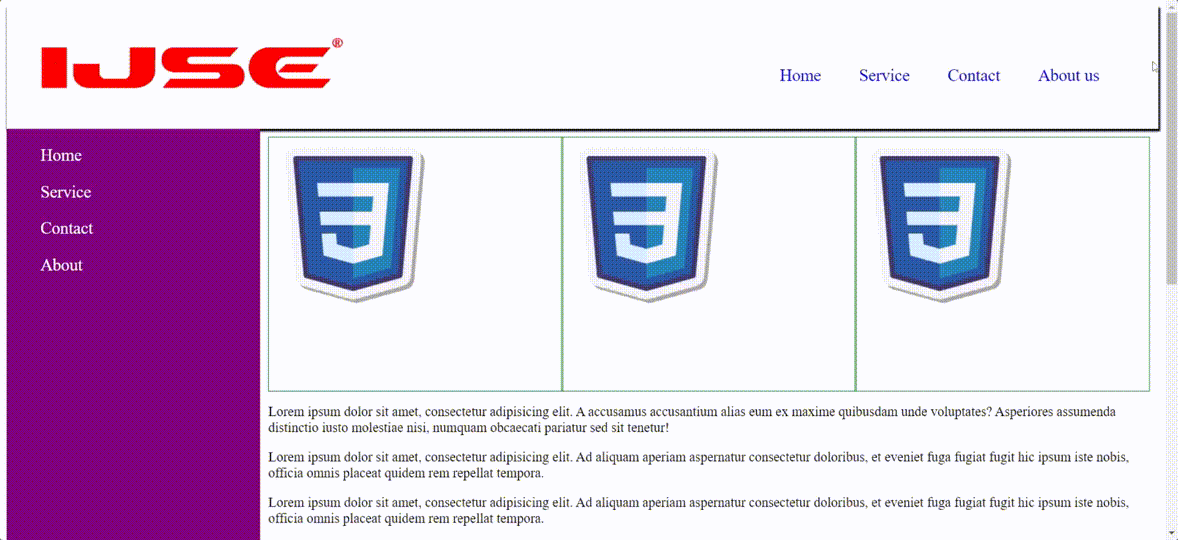 IJSE®
Home Service Contact About us
Home
Service
Contact
About
Lorem ipsum dolor sit amet, consectetur adipisicing elit. A accusamus accusantium alias eum ex maxime quibusdam unde voluptates? Asperiores assumenda
distinctio iusto molestiae nisi, numquam obcaecati pariatur sed sit tenetur!
Lorem ipsum dolor sit amet, consectetur adipisicing elit. Ad aliquam aperiam aspernatur consectetur doloribus, et eveniet fuga fugiat fugit hic ipsum iste nobis,
officia omnis placeat quidem rem repellat tempora.
Lorem ipsum dolor sit amet, consectetur adipisicing elit. Ad aliquam aperiam aspernatur consectetur doloribus, et eveniet fuga fugiat fugit hic ipsum iste nobis,
officia omnis placeat quidem rem repellat tempora.